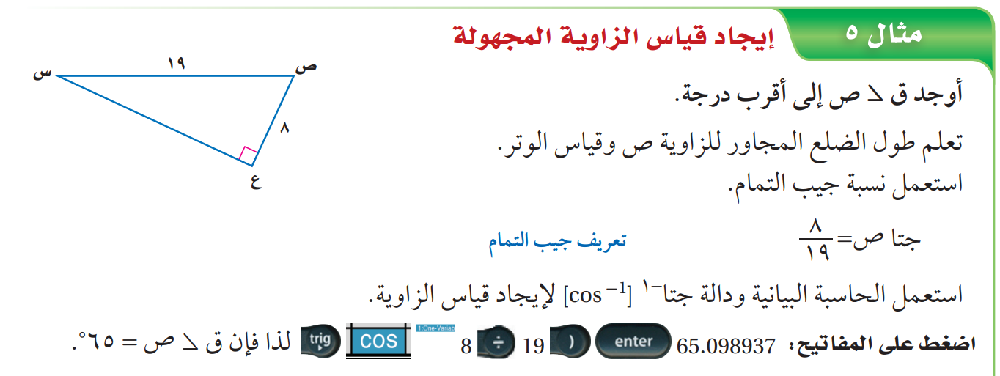 مثال ٥
إيجاد قياس الزاوية المجهولة
أوجد ق ∠ ص إلى أقرب درجة.
تعلم طول الضلع المجاور للزاوية ص وقياس الوتر.
استعمل نسبة جيب التمام.
جتا ص = ٨/١٩ تعريف جيب التمام
استعمل الحاسبة البيانية ودالة جتا⁻¹ [cos⁻¹] لإيجاد قياس الزاوية.
اضغط على المفاتيح: trig COS 1:One-Variab 8 ÷ 19 ) enter 65.098937 لذا فإن ق ∠ ص = ٦٥°.
س
١٩
ص
٨
ع